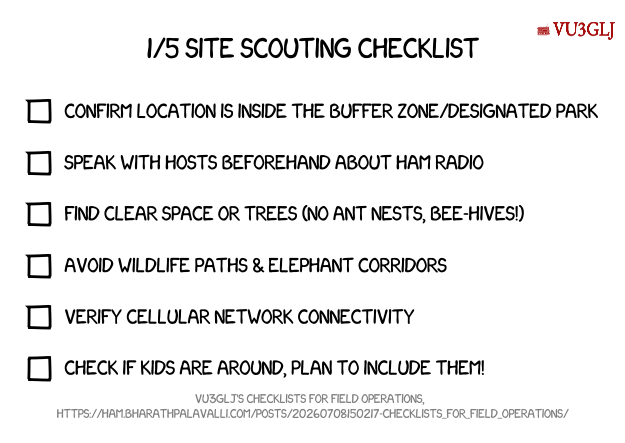 VU3GLJ
1/5 SITE SCOUTING CHECKLIST
CONFIRM LOCATION IS INSIDE THE BUFFER ZONE/DESIGNATED PARK
SPEAK WITH HOSTS BEFOREHAND ABOUT HAM RADIO
FIND CLEAR SPACE OR TREES (NO ANT NESTS, BEE-HIVES!)
AVOID WILDLIFE PATHS & ELEPHANT CORRIDORS
VERIFY CELLULAR NETWORK CONNECTIVITY
CHECK IF KIDS ARE AROUND, PLAN TO INCLUDE THEM!
VU3GLJ'S CHECKLISTS FOR FIELD OPERATIONS,
HTTPS://HAM.BHARATHPALAVALLI.COM/POSTS/20260708150217-CHECKLISTS_FOR_FIELD_OPERATIONS/